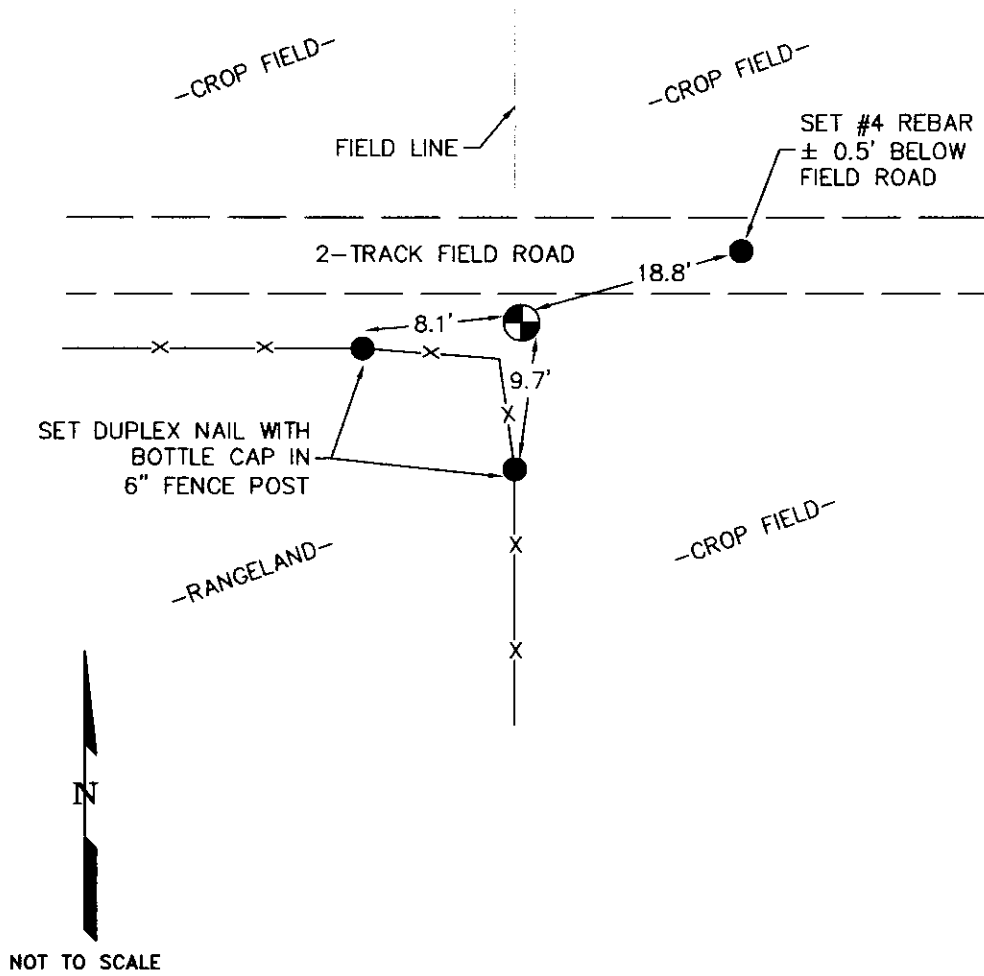 -CROP FIELD-
-CROP FIELD-
FIELD LINE
SET #4 REBAR
± 0.5' BELOW
FIELD ROAD
2-TRACK FIELD ROAD
18.8'
8.1'
9.7'
SET DUPLEX NAIL WITH
BOTTLE CAP IN
6" FENCE POST
-RANGELAND-
-CROP FIELD-
N
NOT TO SCALE